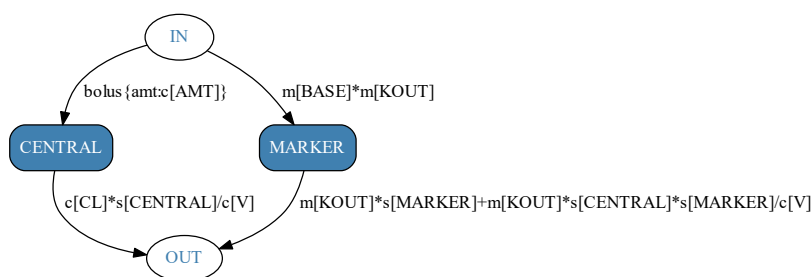 IN
bolus{amt:c[AMT]}
m[BASE]*m[KOUT]
CENTRAL
MARKER
c[CL]*s[CENTRAL]/c[V]
m[KOUT]*s[MARKER]+m[KOUT]*s[CENTRAL]*s[MARKER]/c[V]
OUT